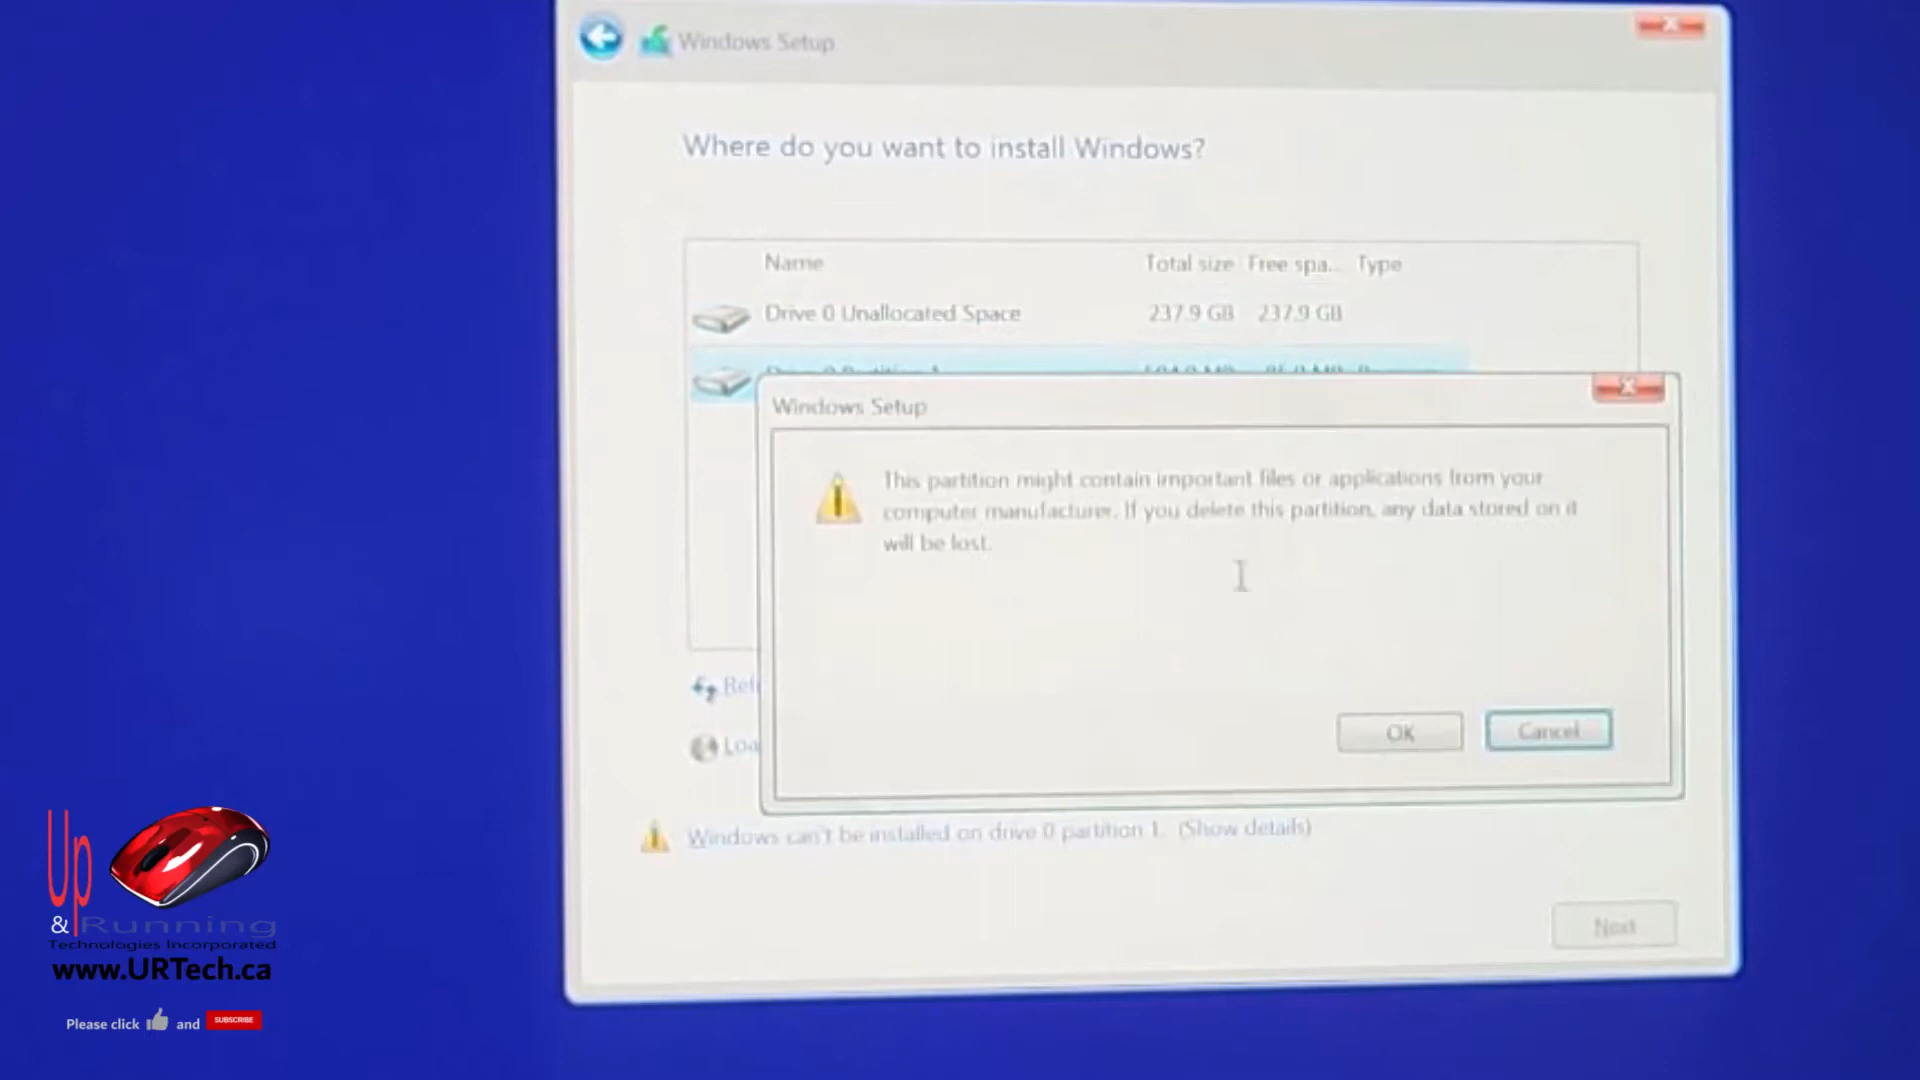 Windows Setup
Where do you want to install Windows?
Name Total size Free spa... Type
Drive 0 Unallocated Space 237.9 GB 237.9 GB
Windows Setup
This partition might contain important files or applications from your
computer manufacturer. If you delete this partition, any data stored on it
will be lost.
OK Cancel
Windows can't be installed on drive 0 partition 1. (Show details)
Next
Up
& Running
Technologies Incorporated
www.URTech.ca
Please click and SUBSCRIBE